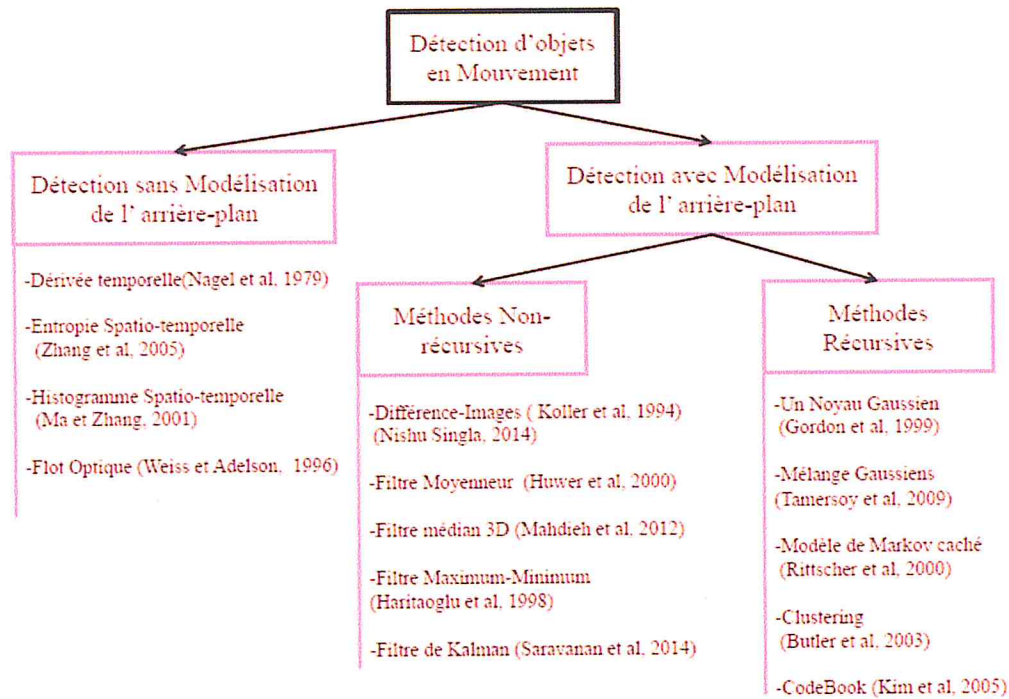 Détection d'objets
en Mouvement
Détection sans Modélisation
de l' arrière-plan
-Dérivée temporelle(Nagel et al, 1979)
-Entropie Spatio-temporelle
(Zhang et al, 2005)
-Histogramme Spatio-temporelle
(Ma et Zhang, 2001)
-Flot Optique (Weiss et Adelson, 1996)
Détection avec Modélisation
de l' arrière-plan
Méthodes Non-
récursives
-Différence-Images ( Koller et al, 1994)
(Nishu Singla, 2014)
-Filtre Moyenneur (Huwer et al, 2000)
-Filtre médian 3D (Mahdieh et al, 2012)
-Filtre Maximum-Minimum
(Haritaoglu et al, 1998)
-Filtre de Kalman (Saravanan et al, 2014)
Méthodes
Récursives
-Un Noyau Gaussien
(Gordon et al, 1999)
-Mélange Gaussiens
(Tamersoy et al, 2009)
-Modèle de Markov caché
(Rittscher et al, 2000)
-Clustering
(Butler et al, 2003)
-CodeBook (Kim et al, 2005)